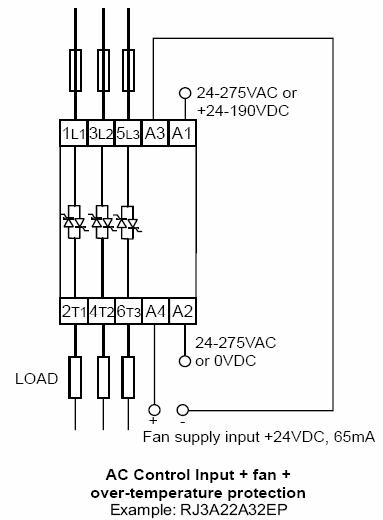 24-275VAC or
+24-190VDC
1L1 3L2 5L3 A3 A1
2T1 4T2 6T3 A4 A2
24-275VAC
or 0VDC
LOAD
+ -
Fan supply input +24VDC, 65mA
AC Control Input + fan +
over-temperature protection
Example: RJ3A22A32EP